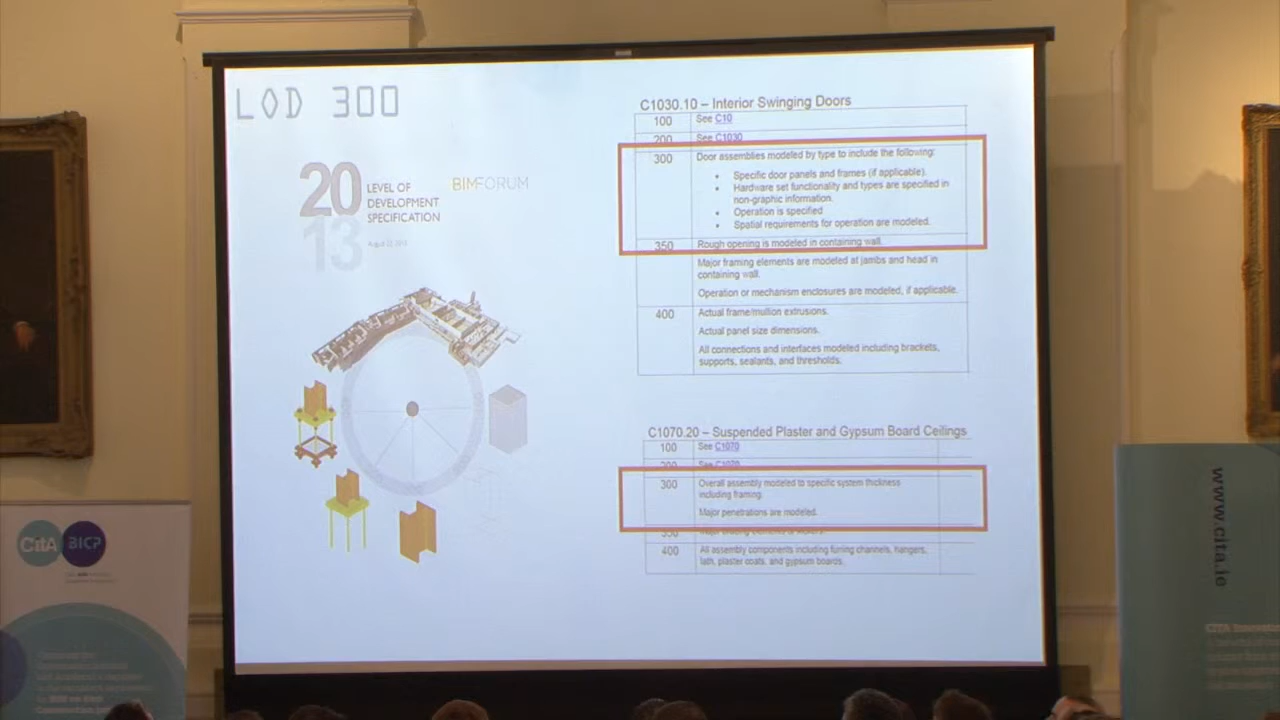 LOD 300
20
13
LEVEL OF
DEVELOPMENT
SPECIFICATION
BIMFORUM
C1030.10 – Interior Swinging Doors
100 See C10
200 See C1030
300 Door assemblies modeled by type to include the following:
• Specific door panels and frames (if applicable).
• Hardware set functionality and types are specified in
non-graphic information.
• Operation is specified
• Spatial requirements for operation are modeled.
350 Rough opening is modeled in containing wall.
Major framing elements are modeled at jambs and head in
containing wall.
Operation or mechanism enclosures are modeled, if applicable.
400 Actual frame/mullion extrusions.
Actual panel size dimensions.
All connections and interfaces modeled including brackets,
supports, sealants, and thresholds.
C1070.20 – Suspended Plaster and Gypsum Board Ceilings
100 See C1070
200 See C1070
300 Overall assembly modeled to specific system thickness
including framing.
Major penetrations are modeled.
350
400 All assembly components including furring channels, hangers,
lath, plaster coats, and gypsum boards.
CitA BICP
www.cita.ie